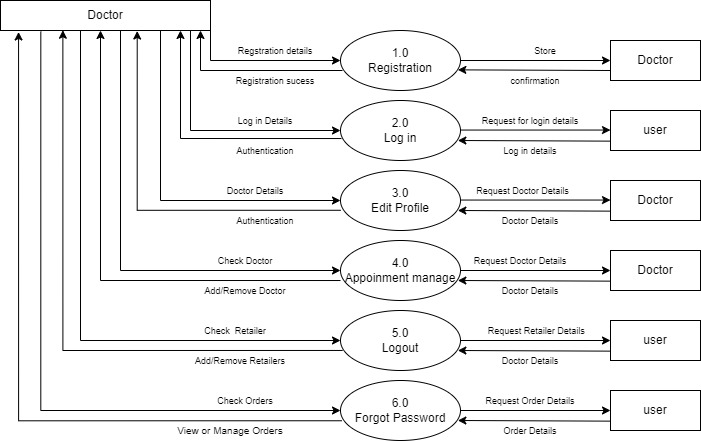 Doctor
Regstration details
Registration sucess
1.0
Registration
Store
confirmation
Doctor
Log in Details
Authentication
2.0
Log in
Request for login details
Log in details
user
Doctor Details
Authentication
3.0
Edit Profile
Request Doctor Details
Doctor Details
Doctor
Check Doctor
Add/Remove Doctor
4.0
Appoinment manage
Request Doctor Details
Doctor Details
Doctor
Check Retailer
Add/Remove Retailers
5.0
Logout
Request Retailer Details
Doctor Details
user
Check Orders
View or Manage Orders
6.0
Forgot Password
Request Order Details
Order Details
user